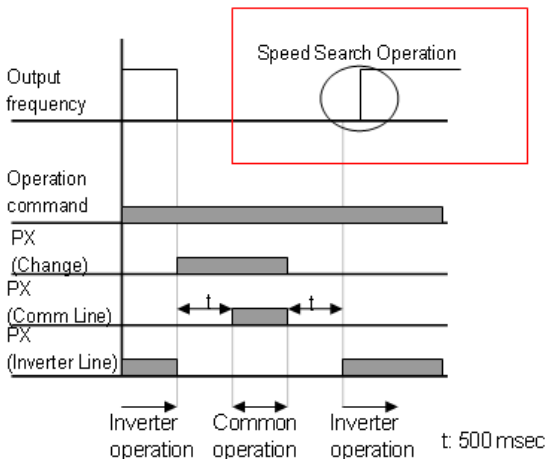 Speed Search Operation
Output
frequency
Operation
command
PX
(Change)
PX
t
t
(Comm Line)
PX
(Inverter Line)
Inverter
operation
Common
operation
Inverter
operation
t: 500 msec